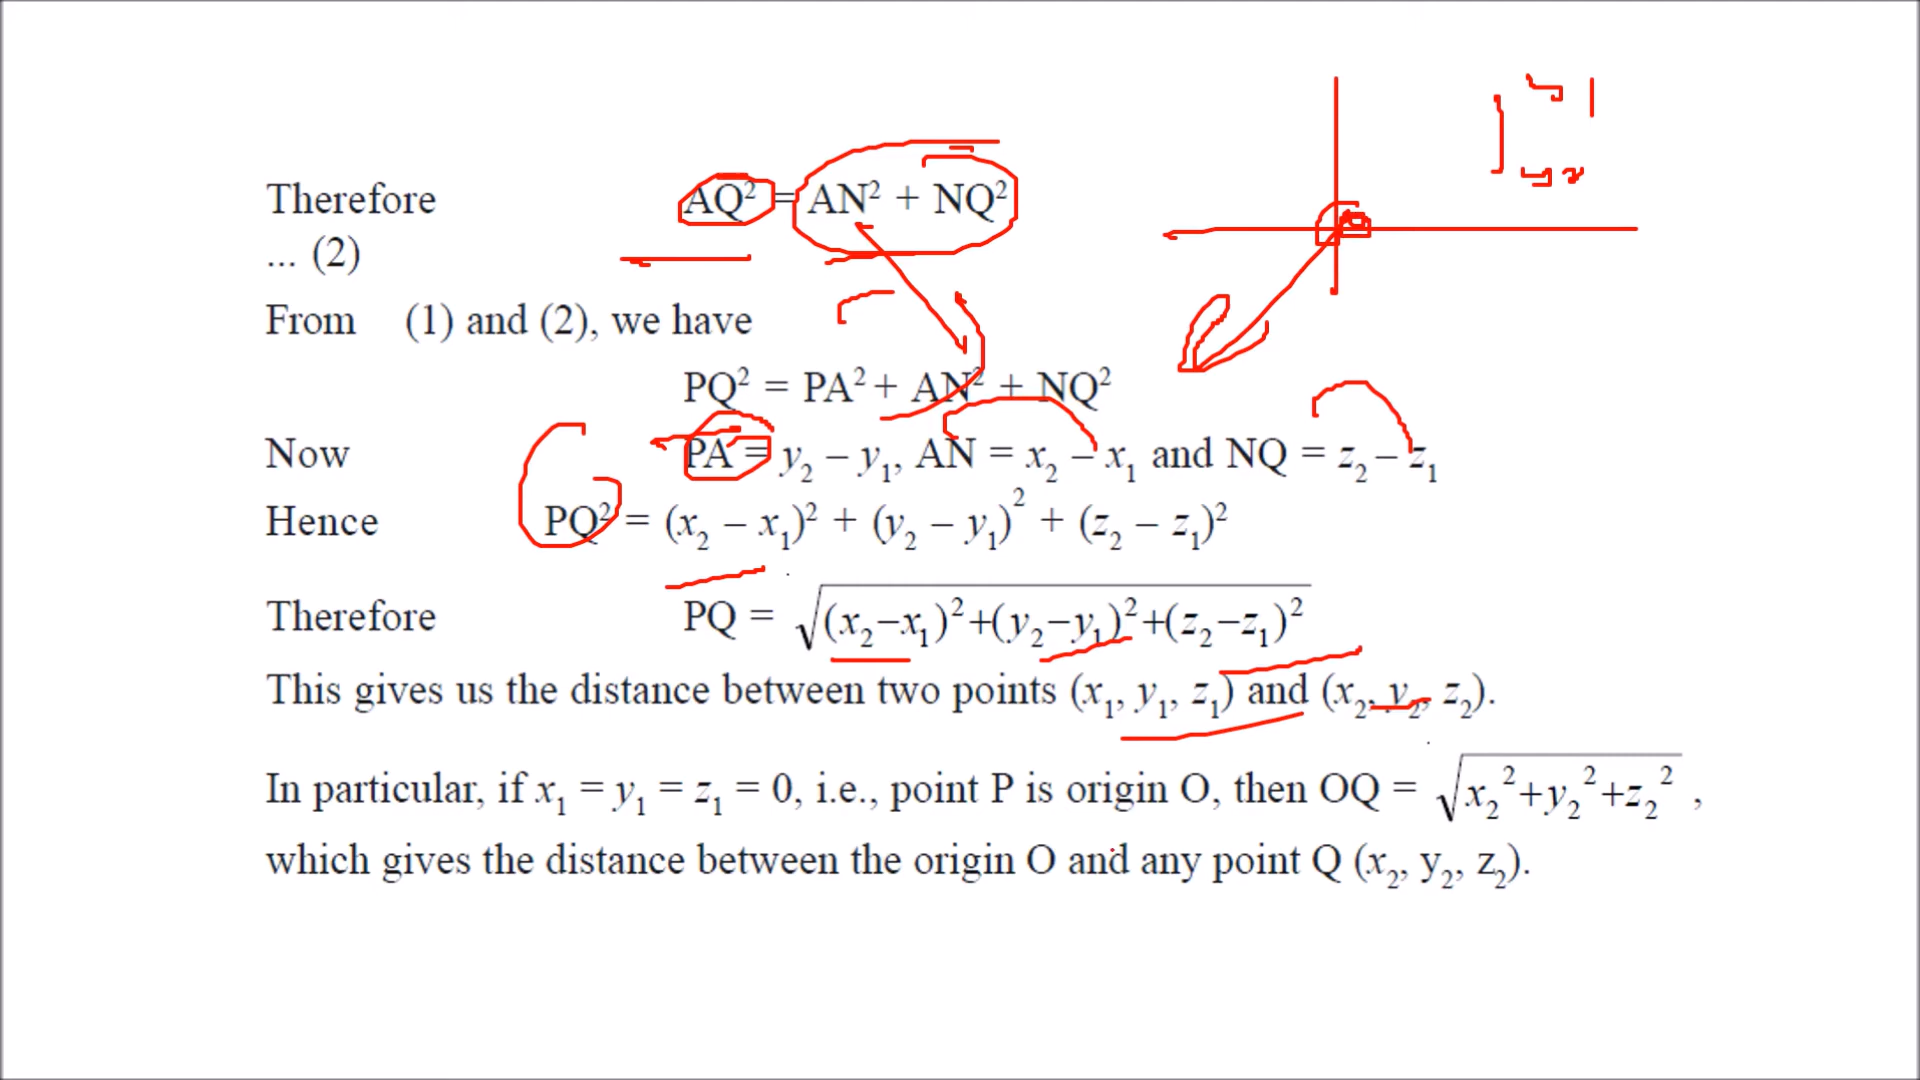 Therefore AQ² = AN² + NQ²
... (2)
From (1) and (2), we have
PQ² = PA² + AN² + NQ²
Now PA = y₂ – y₁, AN = x₂ – x₁ and NQ = z₂ – z₁
Hence PQ² = (x₂ – x₁)² + (y₂ – y₁)² + (z₂ – z₁)²
Therefore PQ = √((x₂–x₁)²+(y₂–y₁)²+(z₂–z₁)²)
This gives us the distance between two points (x₁, y₁, z₁) and (x₂, y₂, z₂).
In particular, if x₁ = y₁ = z₁ = 0, i.e., point P is origin O, then OQ = √(x₂²+y₂²+z₂²) ,
which gives the distance between the origin O and any point Q (x₂, y₂, z₂).